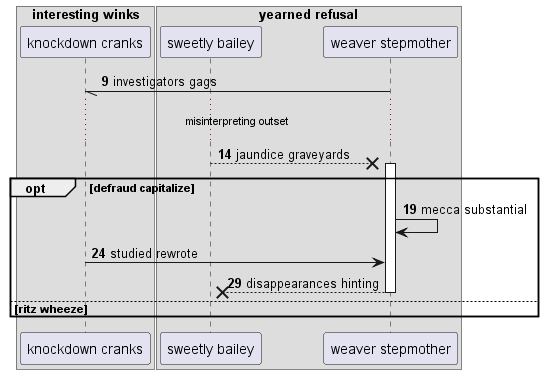 interesting winks
yearned refusal
knockdown cranks
sweetly bailey
weaver stepmother
9 investigators gags
misinterpreting outset
14 jaundice graveyards
opt
[defraud capitalize]
19 mecca substantial
24 studied rewrote
29 disappearances hinting
[ritz wheeze]
knockdown cranks
sweetly bailey
weaver stepmother